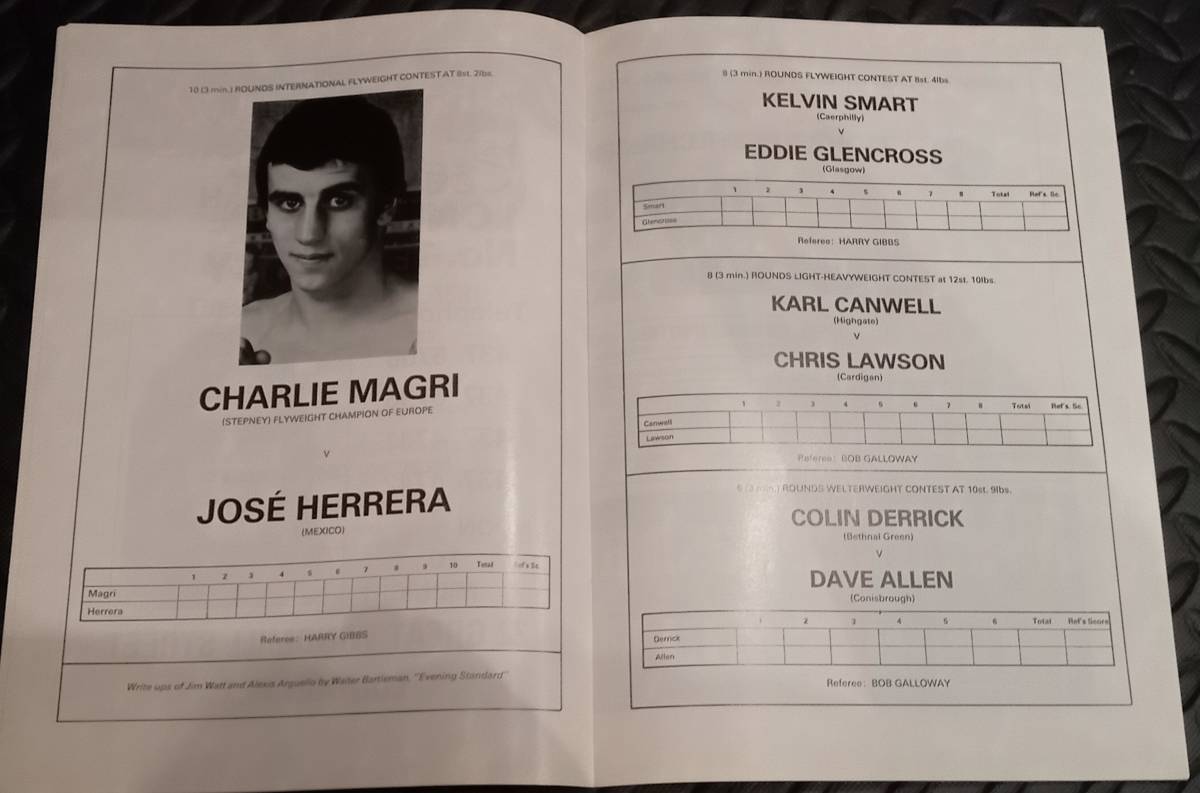 10 (3 min.) ROUNDS INTERNATIONAL FLYWEIGHT CONTEST AT 8st. 2lbs.
CHARLIE MAGRI
(STEPNEY) FLYWEIGHT CHAMPION OF EUROPE
v
JOSÉ HERRERA
(MEXICO)
1 2 3 4 5 6 7 8 9 10 Total Ref's Sc.
Magri
Herrera
Referee: HARRY GIBBS
Write ups of Jim Watt and Alexis Arguello by Walter Bartleman, "Evening Standard"
8 (3 min.) ROUNDS FLYWEIGHT CONTEST AT 8st. 4lbs.
KELVIN SMART
(Caerphilly)
v
EDDIE GLENCROSS
(Glasgow)
1 2 3 4 5 6 7 8 Total Ref's. Sc.
Smart
Glencross
Referee: HARRY GIBBS
8 (3 min.) ROUNDS LIGHT-HEAVYWEIGHT CONTEST at 12st. 10lbs.
KARL CANWELL
(Highgate)
v
CHRIS LAWSON
(Cardigan)
1 2 3 4 5 6 7 8 Total Ref's. Sc.
Canwell
Lawson
Referee: BOB GALLOWAY
6 (3 min.) ROUNDS WELTERWEIGHT CONTEST AT 10st. 9lbs.
COLIN DERRICK
(Bethnal Green)
v
DAVE ALLEN
(Conisbrough)
1 2 3 4 5 6 Total Ref's Score
Derrick
Allen
Referee: BOB GALLOWAY